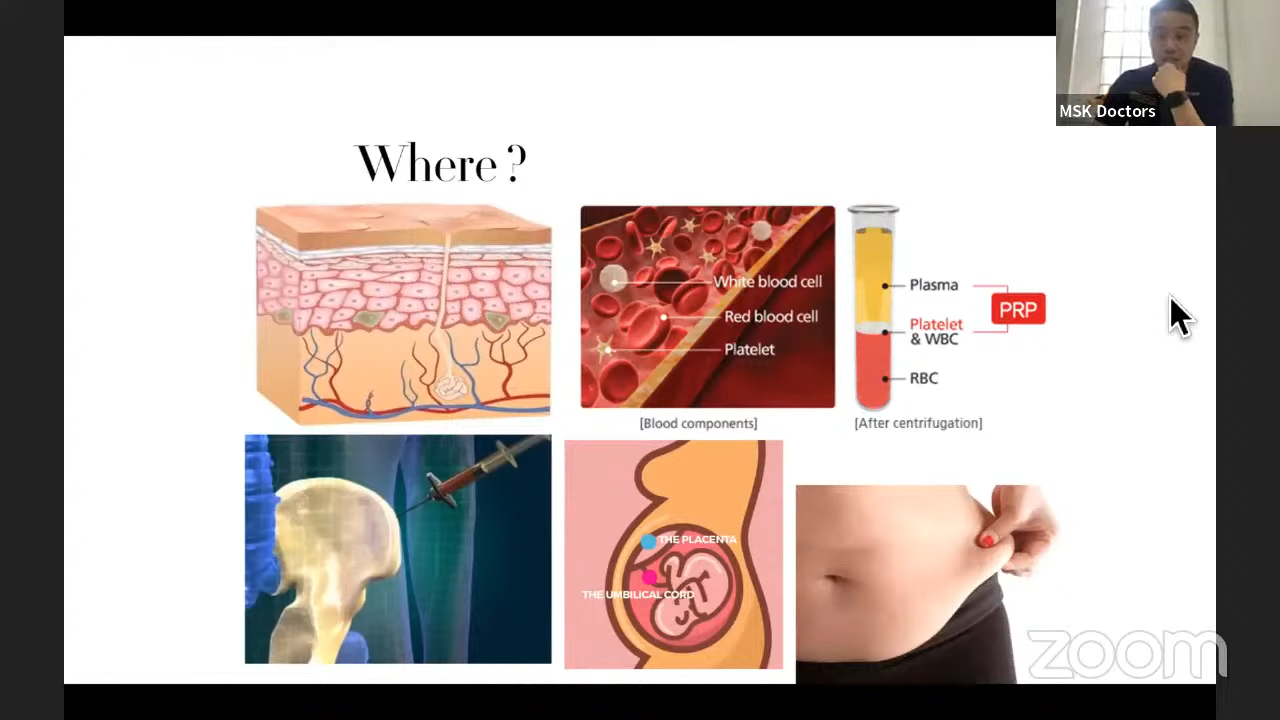 MSK Doctors
Where ?
White blood cell
Red blood cell
Platelet
[Blood components]
Plasma
Platelet
& WBC
RBC
PRP
[After centrifugation]
THE PLACENTA
THE UMBILICAL CORD
zoom